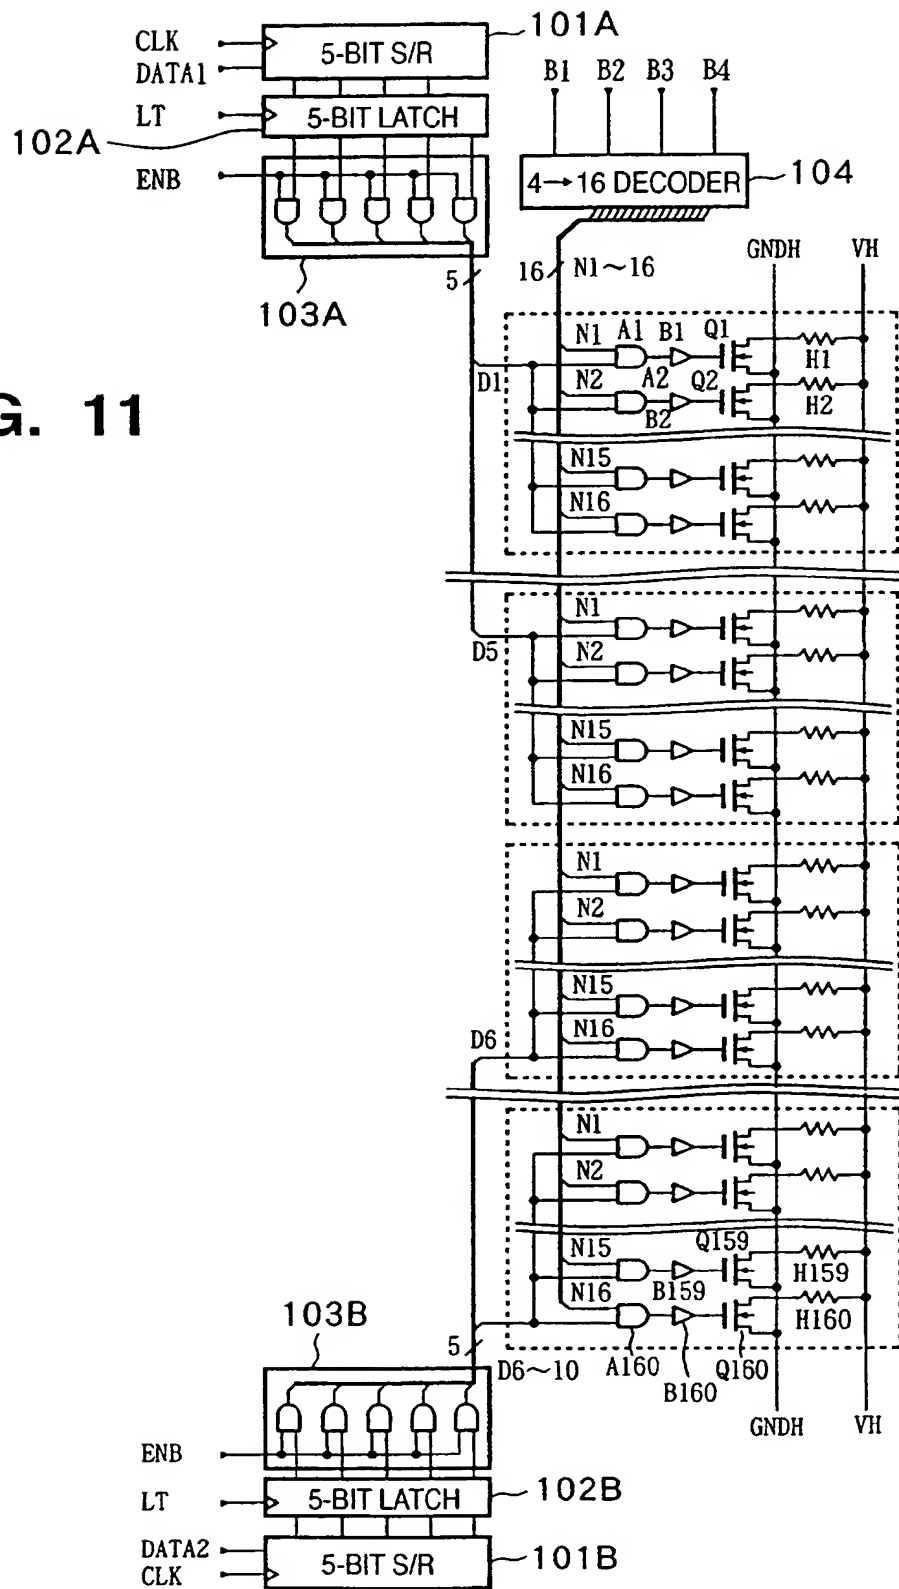 101A
CLK
5-BIT S/R
DATA1
B1 B2 B3 B4
LT
5-BIT LATCH
102A
ENB
4→16 DECODER
104
GNDH VH
5
16 N1~16
103A
N1 A1 B1 Q1
H1
D1
N2 A2 Q2
B2
H2
G. 11
N15
N16
N1
D5
N2
N15
N16
N1
N2
N15
D6
N16
N1
N2
Q159
N15
B159
H159
N16
H160
103B
5
D6~10
A160
B160
Q160
GNDH VH
ENB
LT
5-BIT LATCH
102B
DATA2
5-BIT S/R
101B
CLK